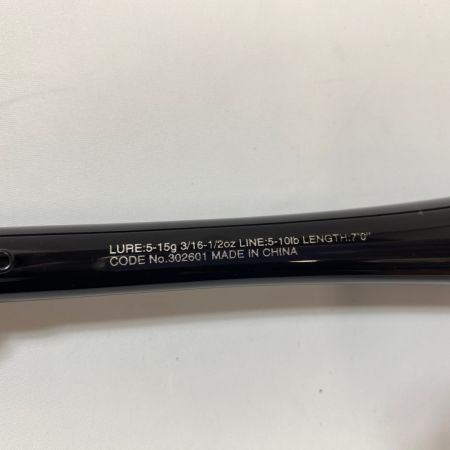 LURE:5-15g 3/16-1/2oz LINE:5-10lb LENGTH:7'0"
CODE No.302601 MADE IN CHINA